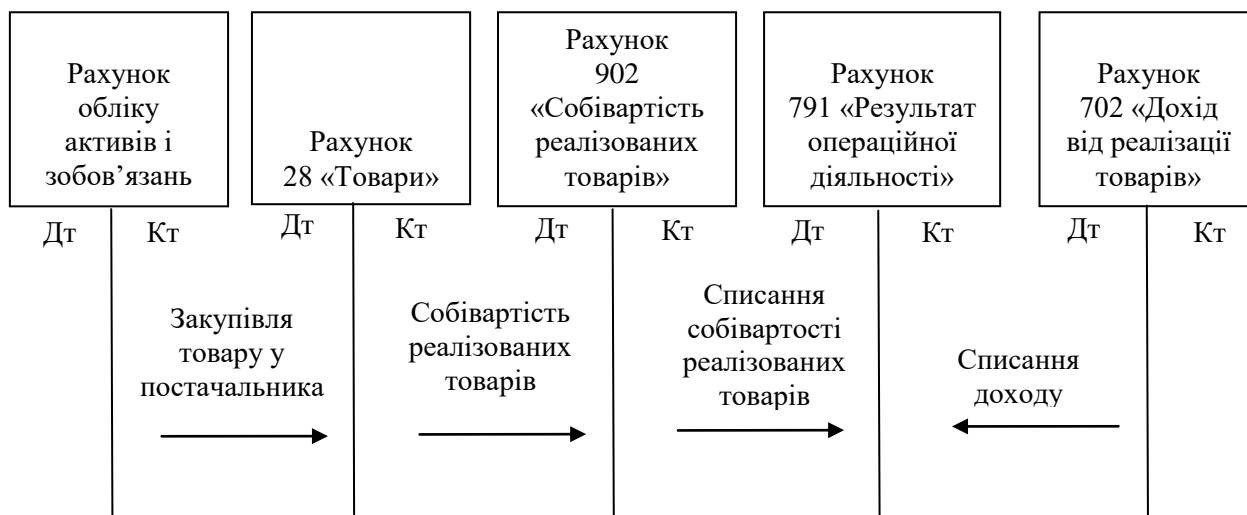 Рахунок
обліку
активів і
зобов’язань
Рахунок
28 «Товари»
Рахунок
902
«Собівартість
реалізованих
товарів»
Рахунок
791 «Результат
операційної
діяльності»
Рахунок
702 «Дохід
від реалізації
товарів»
Дт Кт
Дт Кт
Дт Кт
Дт Кт
Дт Кт
Закупівля
товару у
постачальника
Собівартість
реалізованих
товарів
Списання
собівартості
реалізованих
товарів
Списання
доходу